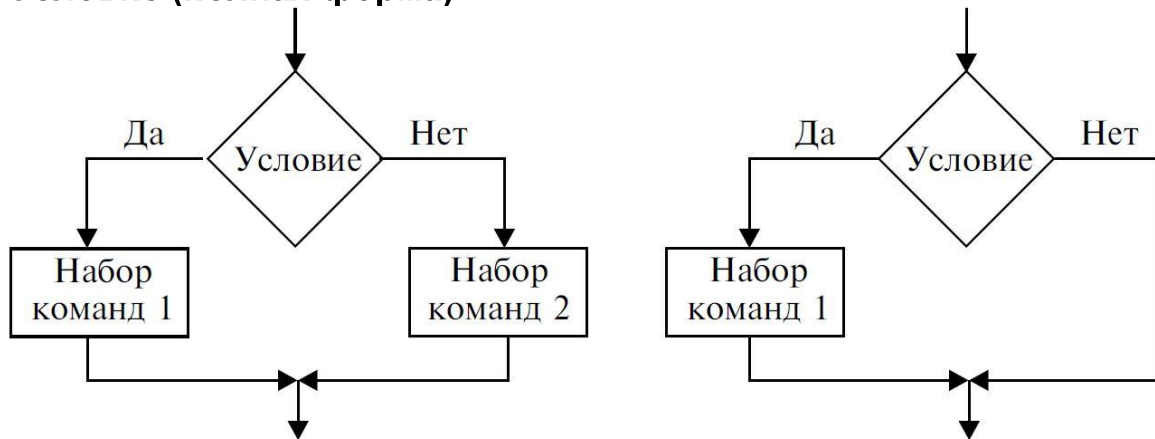 Да
Условие
Нет
Набор
команд 1
Набор
команд 2
Да
Условие
Нет
Набор
команд 1